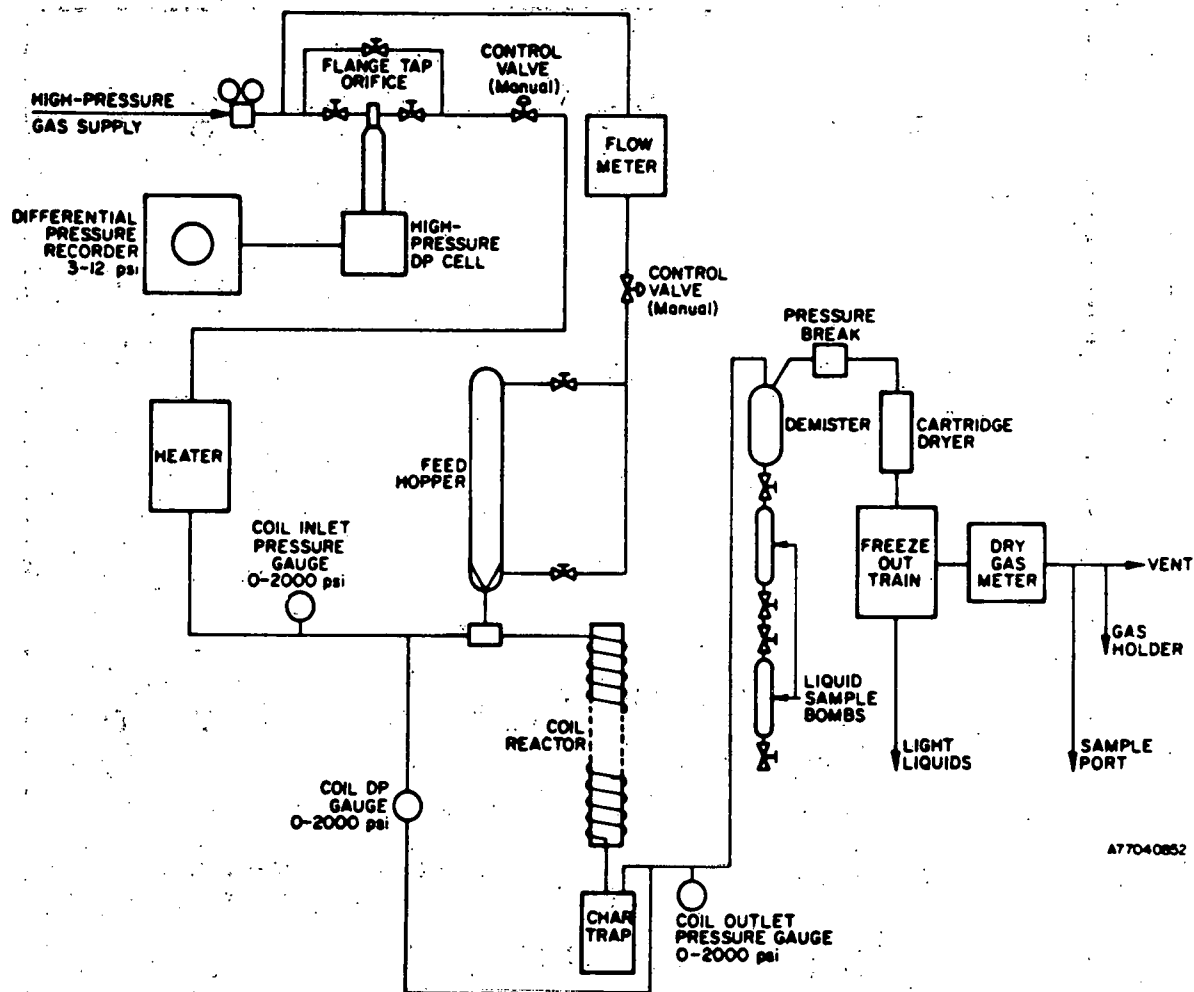 CONTROL
VALVE
(Manual)
FLANGE TAP
ORIFICE
HIGH-PRESSURE
GAS SUPPLY
FLOW
METER
DIFFERENTIAL
PRESSURE
RECORDER
3-12 psi
HIGH-
PRESSURE
DP CELL
CONTROL
VALVE
(Manual)
PRESSURE
BREAK
HEATER
FEED
HOPPER
DEMISTER
CARTRIDGE
DRYER
COIL INLET
PRESSURE
GAUGE
0-2000 psi
FREEZE
OUT
TRAIN
DRY
GAS
METER
VENT
GAS
HOLDER
LIQUID
SAMPLE
BOMBS
COIL
REACTOR
LIGHT
LIQUIDS
SAMPLE
PORT
COIL DP
GAUGE
0-2000 psi
A77040852
CHAR
TRAP
COIL OUTLET
PRESSURE GAUGE
0-2000 psi